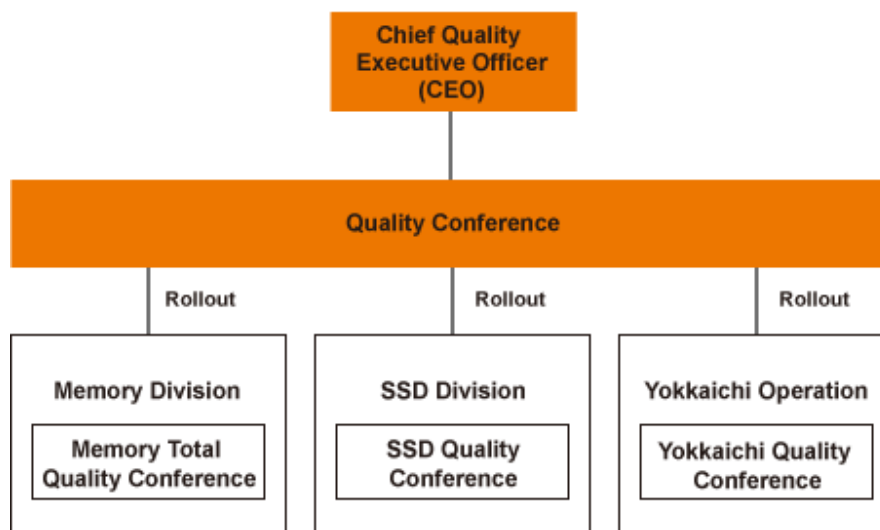 Chief Quality
Executive Officer
(CEO)
Quality Conference
Rollout
Rollout
Rollout
Memory Division
Memory Total
Quality Conference
SSD Division
SSD Quality
Conference
Yokkaichi Operation
Yokkaichi Quality
Conference